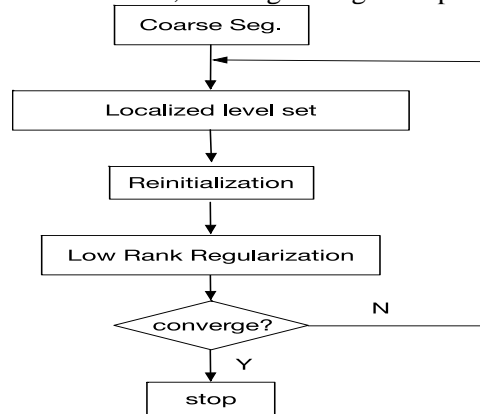 Coarse Seg.
Localized level set
Reinitialization
Low Rank Regularization
converge?
N
Y
stop